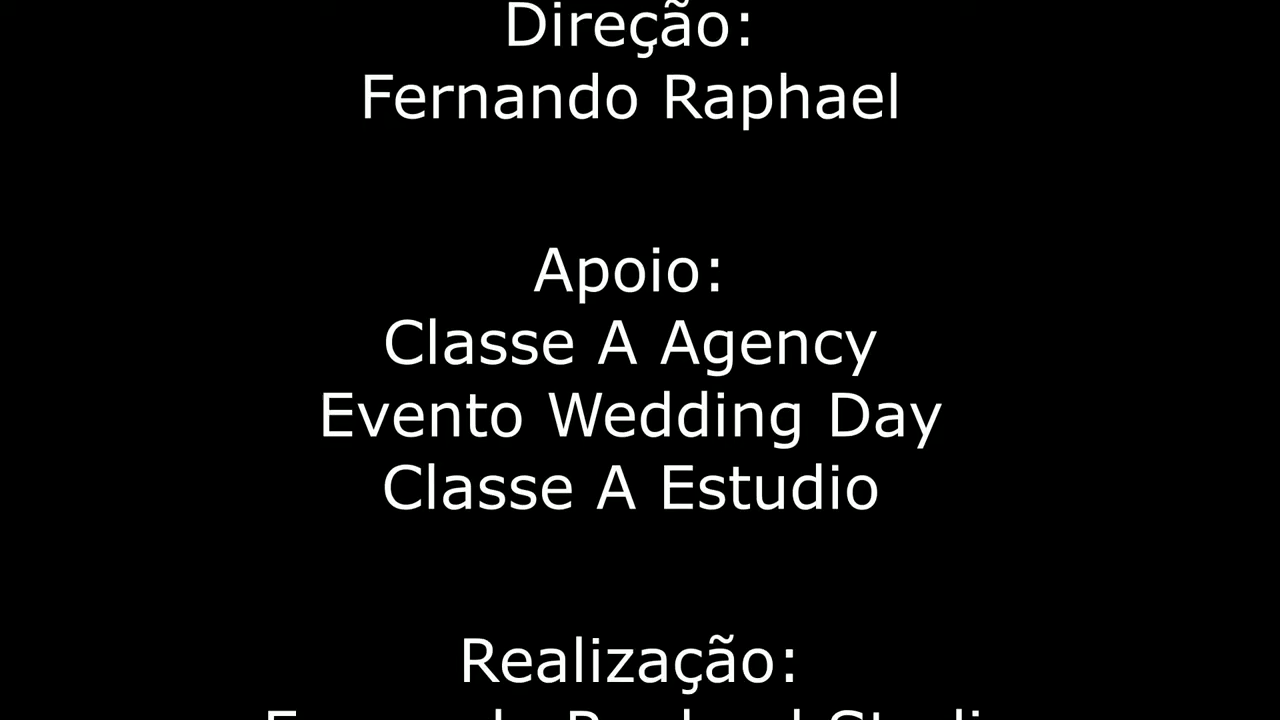 Direção:
Fernando Raphael
Apoio:
Classe A Agency
Evento Wedding Day
Classe A Estudio
Realização: